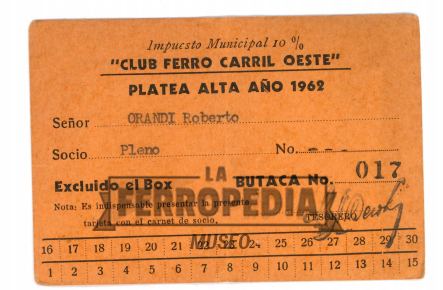 Impuesto Municipal 10 %
"CLUB FERRO CARRIL OESTE"
PLATEA ALTA AÑO 1962
Señor ORANDI Roberto
Socio Pleno No. ---
Excluido el Box BUTACA No. 017
Nota: Es indispensable presentar la presente
tarjeta con el carnet de socio. TESORERO
LA
MUSEO
16 17 18 19 20 21 22 23 24 25 26 27 28 29 30
1 2 3 4 5 6 7 8 9 10 11 12 13 14 15